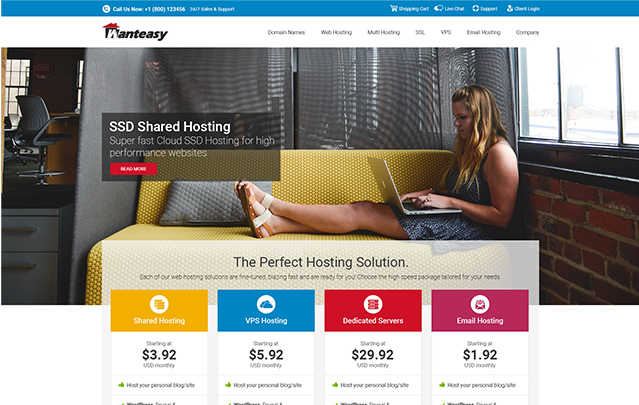 Call Us Now: +1 (800) 123456 24/7 Sales & Support
Shopping Cart Live Chat Support Client Login
Wanteasy
Domain Names Web Hosting Multi Hosting SSL VPS Email Hosting Company
SSD Shared Hosting
Super fast Cloud SSD Hosting for high
performance websites
READ MORE
The Perfect Hosting Solution.
Each of our web hosting solutions are fine-tuned, blazing fast and are ready for you! Choose the high speed package tailored for your needs
Shared Hosting
Starting at
$3.92
USD monthly
Host your personal blog/site
VPS Hosting
Starting at
$5.92
USD monthly
Host your personal blog/site
Dedicated Servers
Starting at
$29.92
USD monthly
Host your personal blog/site
Email Hosting
Starting at
$1.92
USD monthly
Host your personal blog/site